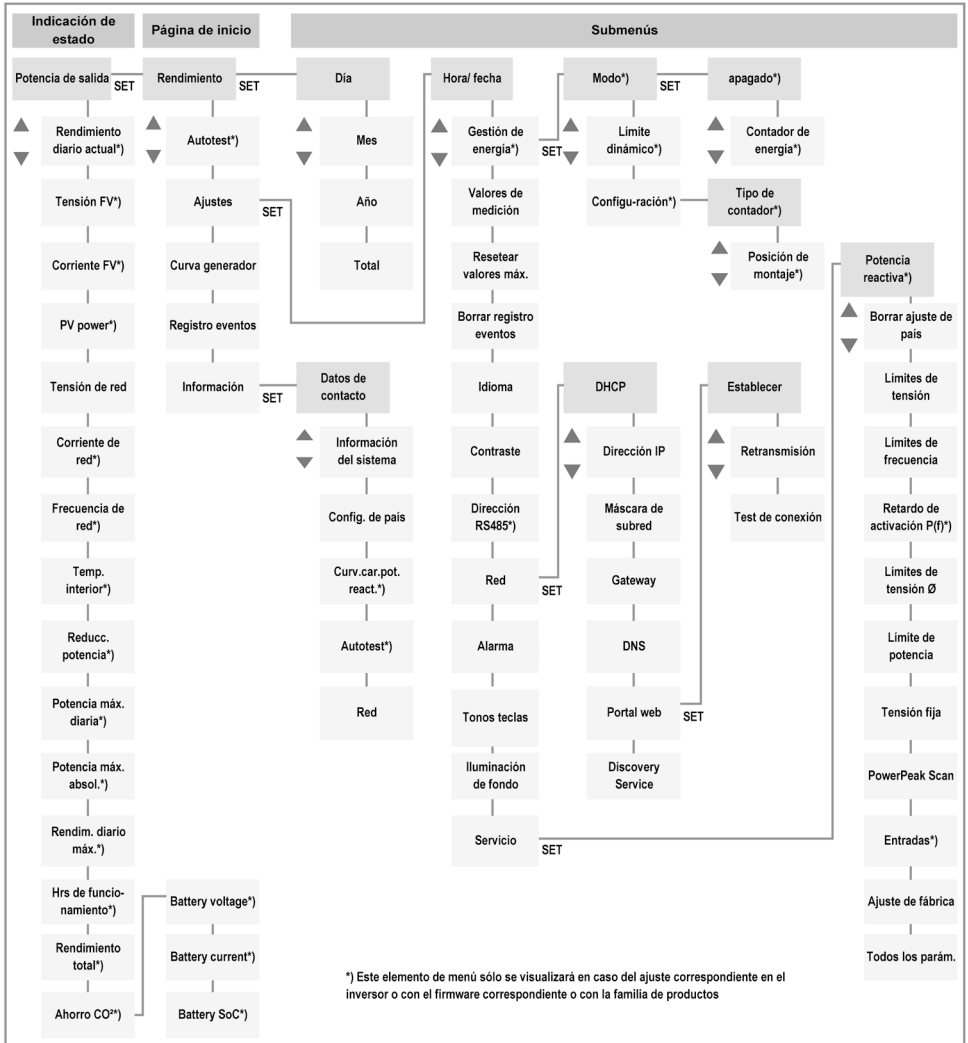 Indicación de
estado
Página de inicio
Submenús
Potencia de salida
SET
Rendimiento
SET
Día
Hora/ fecha
Modo*)
SET
apagado*)
Rendimiento
diario actual*)
Autotest*)
Mes
Gestión de
energía*)
SET
Límite
dinámico*)
Contador de
energía*)
Tensión FV*)
Ajustes
SET
Año
Valores de
medición
Configu-ración*)
Tipo de
contador*)
Corriente FV*)
Curva generador
Total
Resetear
valores máx.
Posición de
montaje*)
Potencia
reactiva*)
PV power*)
Registro eventos
Borrar registro
eventos
Borrar ajuste de
país
Tensión de red
Información
SET
Datos de
contacto
Idioma
DHCP
Establecer
Límites de
tensión
Corriente de
red*)
Información
del sistema
Contraste
Dirección IP
Retransmisión
Límites de
frecuencia
Frecuencia de
red*)
Config. de país
Dirección
RS485*)
Máscara de
subred
Test de conexión
Retardo de
activación P(f)*)
Temp.
interior*)
Curv.car.pot.
react.*)
Red
SET
Gateway
Límites de
tensión Ø
Reducc.
potencia*)
Autotest*)
Alarma
DNS
Límite de
potencia
Potencia máx.
diaria*)
Red
Tonos teclas
Portal web
SET
Tensión fija
Potencia máx.
absol.*)
Iluminación
de fondo
Discovery
Service
PowerPeak Scan
Rendim. diario
máx.*)
Servicio
SET
Entradas*)
Hrs de funcio-
namiento*)
Battery voltage*)
Ajuste de fábrica
Rendimiento
total*)
Battery current*)
Todos los parám.
Ahorro CO²*)
Battery SoC*)
*) Este elemento de menú sólo se visualizará en caso del ajuste correspondiente en el
inversor o con el firmware correspondiente o con la familia de productos